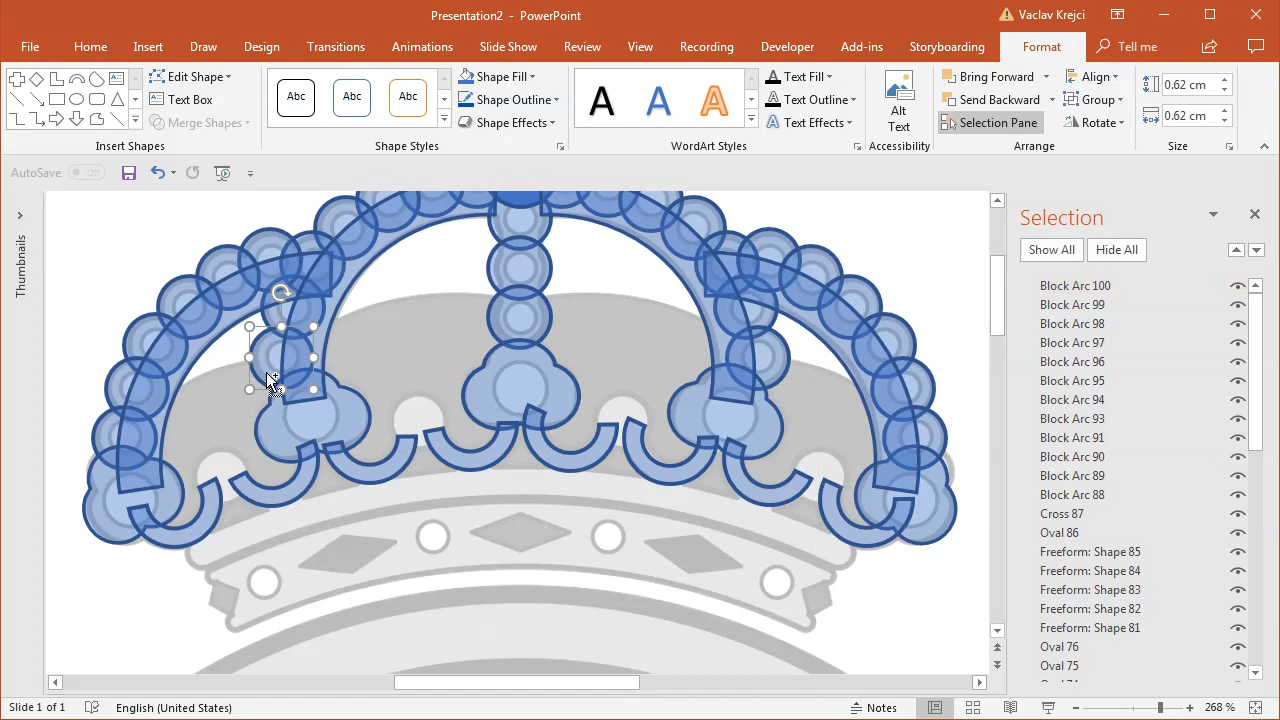 Presentation2 - PowerPoint
Vaclav Krejci
File Home Insert Draw Design Transitions Animations Slide Show Review View Recording Developer Add-ins Storyboarding Format Tell me
Edit Shape
Text Box
Merge Shapes
Insert Shapes
Abc Abc Abc
Shape Fill
Shape Outline
Shape Effects
Shape Styles
A A A
Text Fill
Text Outline
Text Effects
WordArt Styles
Alt
Text
Accessibility
Bring Forward
Send Backward
Selection Pane
Align
Group
Rotate
Arrange
0.62 cm
0.62 cm
Size
AutoSave Off
Thumbnails
Selection
Show All Hide All
Block Arc 100
Block Arc 99
Block Arc 98
Block Arc 97
Block Arc 96
Block Arc 95
Block Arc 94
Block Arc 93
Block Arc 91
Block Arc 90
Block Arc 89
Block Arc 88
Cross 87
Oval 86
Freeform: Shape 85
Freeform: Shape 84
Freeform: Shape 83
Freeform: Shape 82
Freeform: Shape 81
Oval 76
Oval 75
Slide 1 of 1 English (United States) Notes 268 %